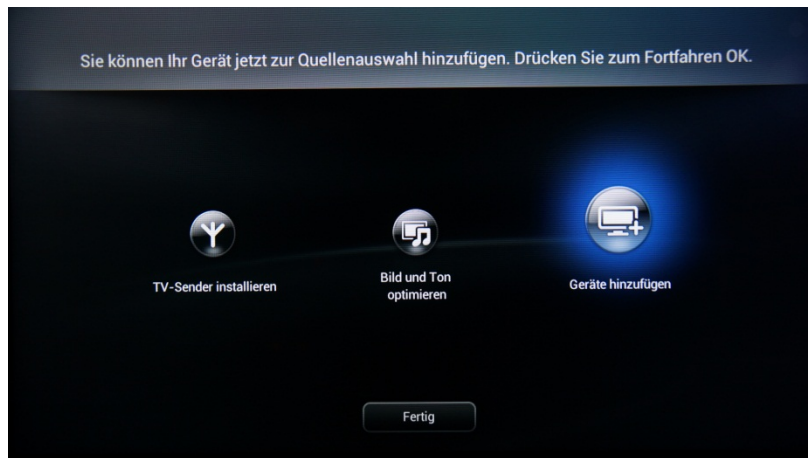 Sie können Ihr Gerät jetzt zur Quellenauswahl hinzufügen. Drücken Sie zum Fortfahren OK.
TV-Sender installieren
Bild und Ton
optimieren
Geräte hinzufügen
Fertig